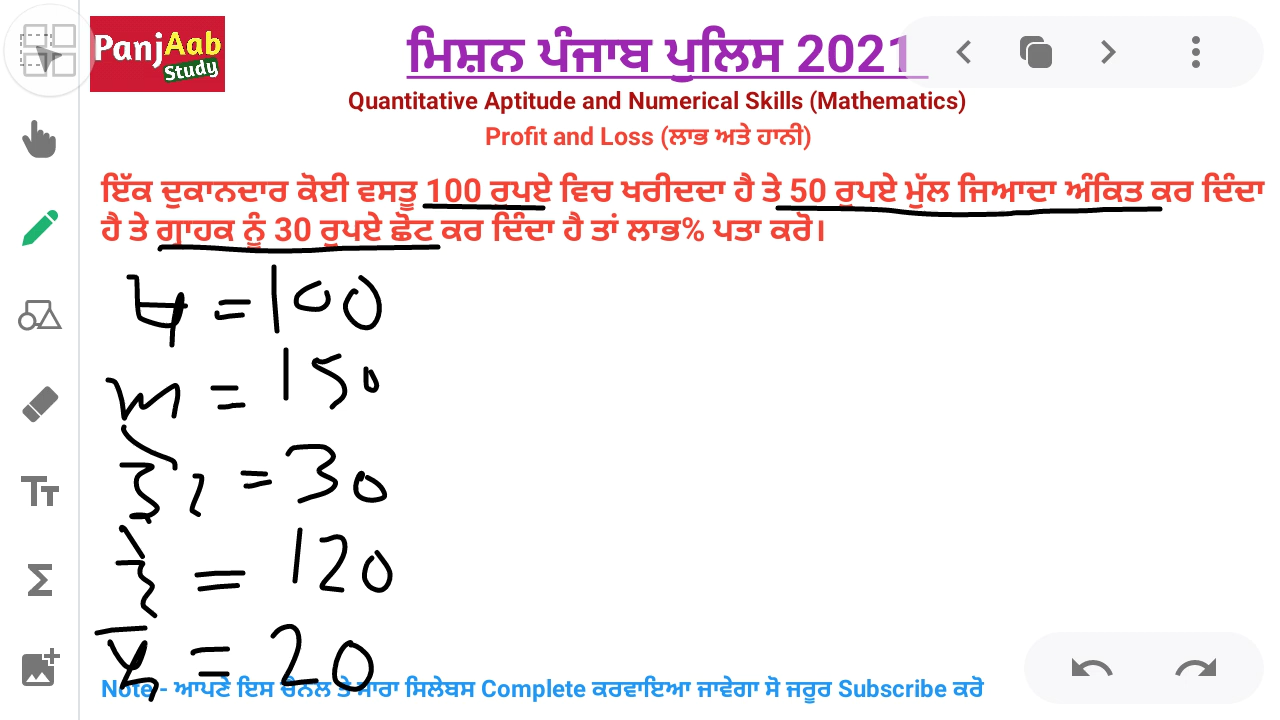 PanjAab
Study
ਮਿਸ਼ਨ ਪੰਜਾਬ ਪੁਲਿਸ 2021
Quantitative Aptitude and Numerical Skills (Mathematics)
Profit and Loss (ਲਾਭ ਅਤੇ ਹਾਨੀ)
ਇੱਕ ਦੁਕਾਨਦਾਰ ਕੋਈ ਵਸਤੂ 100 ਰਪਏ ਵਿਚ ਖਰੀਦਦਾ ਹੈ ਤੇ 50 ਰੁਪਏ ਮੁੱਲ ਜਿਆਦਾ ਅੰਕਿਤ ਕਰ ਦਿੰਦਾ
ਹੈ ਤੇ ਗ੍ਰਾਹਕ ਨੂੰ 30 ਰੁਪਏ ਛੋਟ ਕਰ ਦਿੰਦਾ ਹੈ ਤਾਂ ਲਾਭ% ਪਤਾ ਕਰੋ।
= 100
= 150
= 30
= 120
= 20
Note - ਆਪਣੇ ਇਸ ਚੈਨਲ ਤੇ ਸਾਰਾ ਸਿਲੇਬਸ Complete ਕਰਵਾਇਆ ਜਾਵੇਗਾ ਸੋ ਜਰੂਰ Subscribe ਕਰੋ